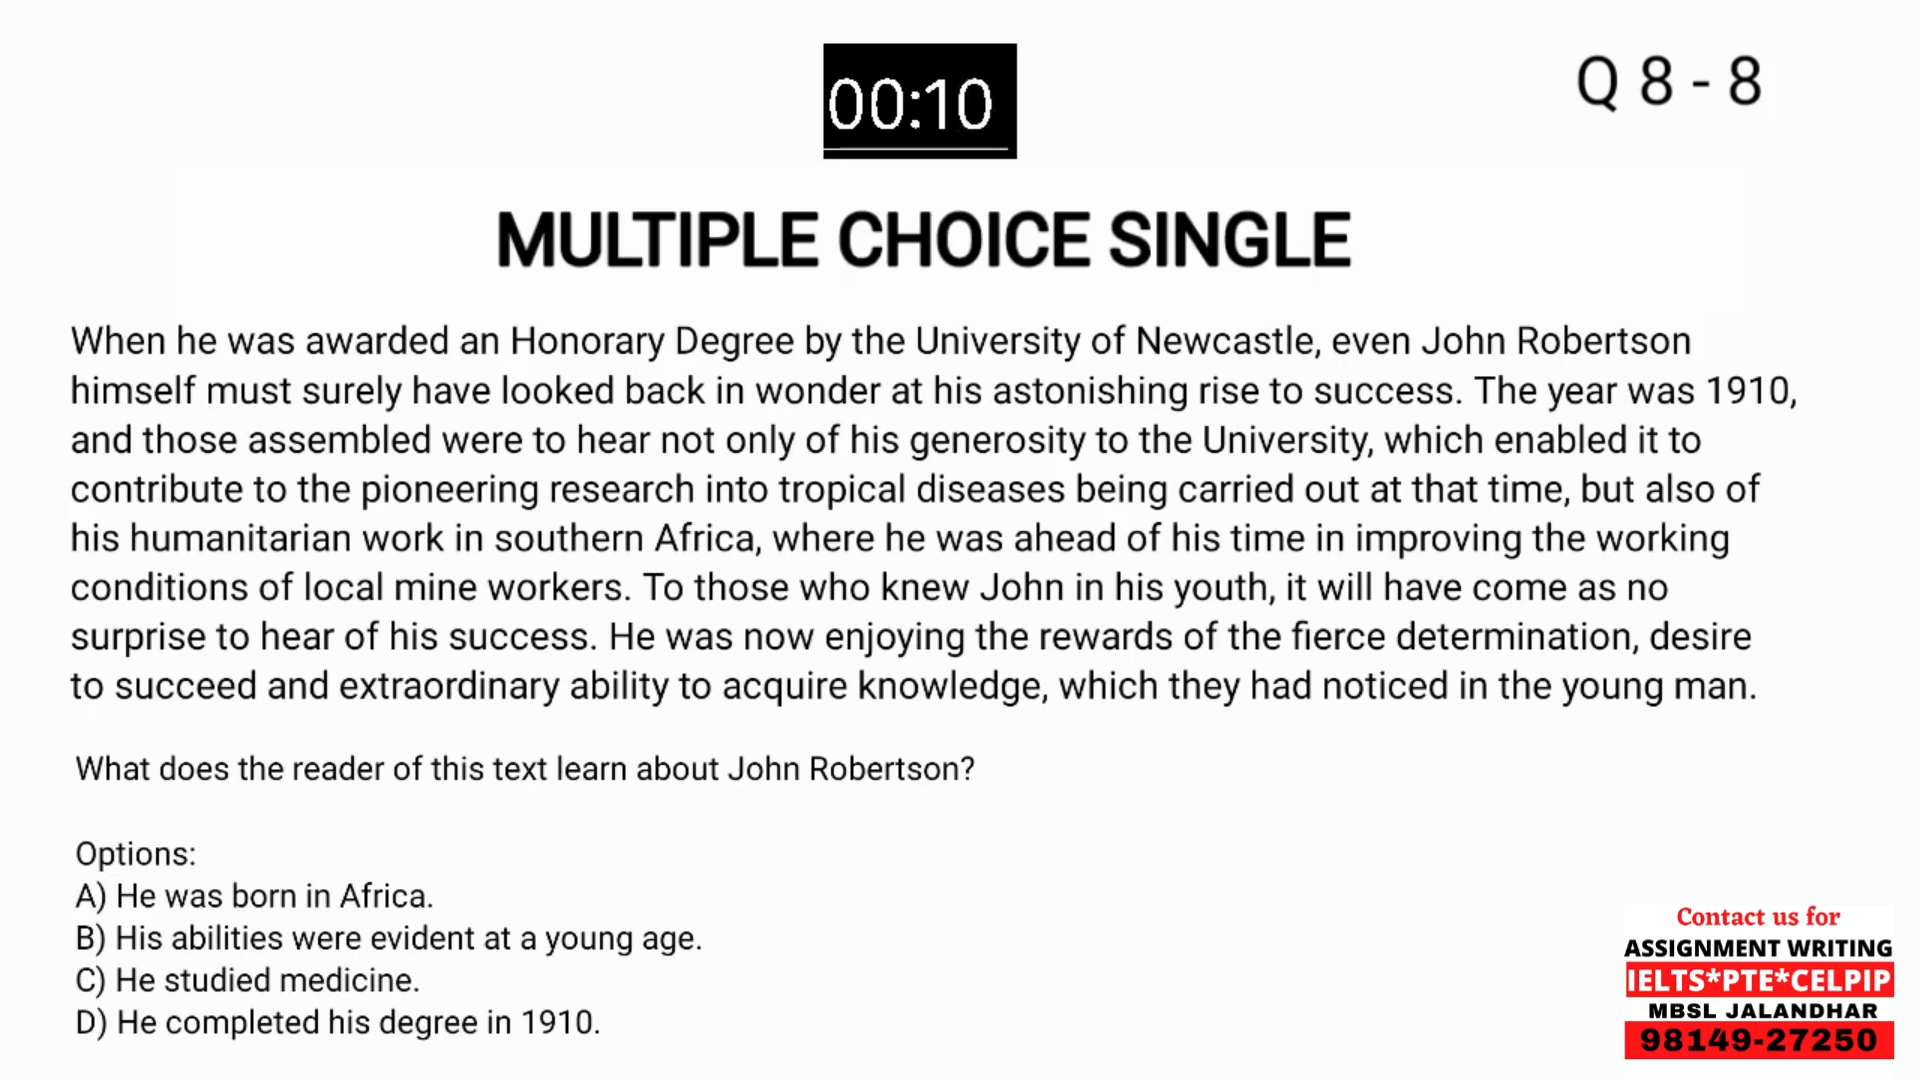 00:10
Q 8 - 8
MULTIPLE CHOICE SINGLE
When he was awarded an Honorary Degree by the University of Newcastle, even John Robertson
himself must surely have looked back in wonder at his astonishing rise to success. The year was 1910,
and those assembled were to hear not only of his generosity to the University, which enabled it to
contribute to the pioneering research into tropical diseases being carried out at that time, but also of
his humanitarian work in southern Africa, where he was ahead of his time in improving the working
conditions of local mine workers. To those who knew John in his youth, it will have come as no
surprise to hear of his success. He was now enjoying the rewards of the fierce determination, desire
to succeed and extraordinary ability to acquire knowledge, which they had noticed in the young man.
What does the reader of this text learn about John Robertson?
Options:
A) He was born in Africa.
B) His abilities were evident at a young age.
C) He studied medicine.
D) He completed his degree in 1910.
Contact us for
ASSIGNMENT WRITING
IELTS*PTE*CELPIP
MBSL JALANDHAR
98149-27250